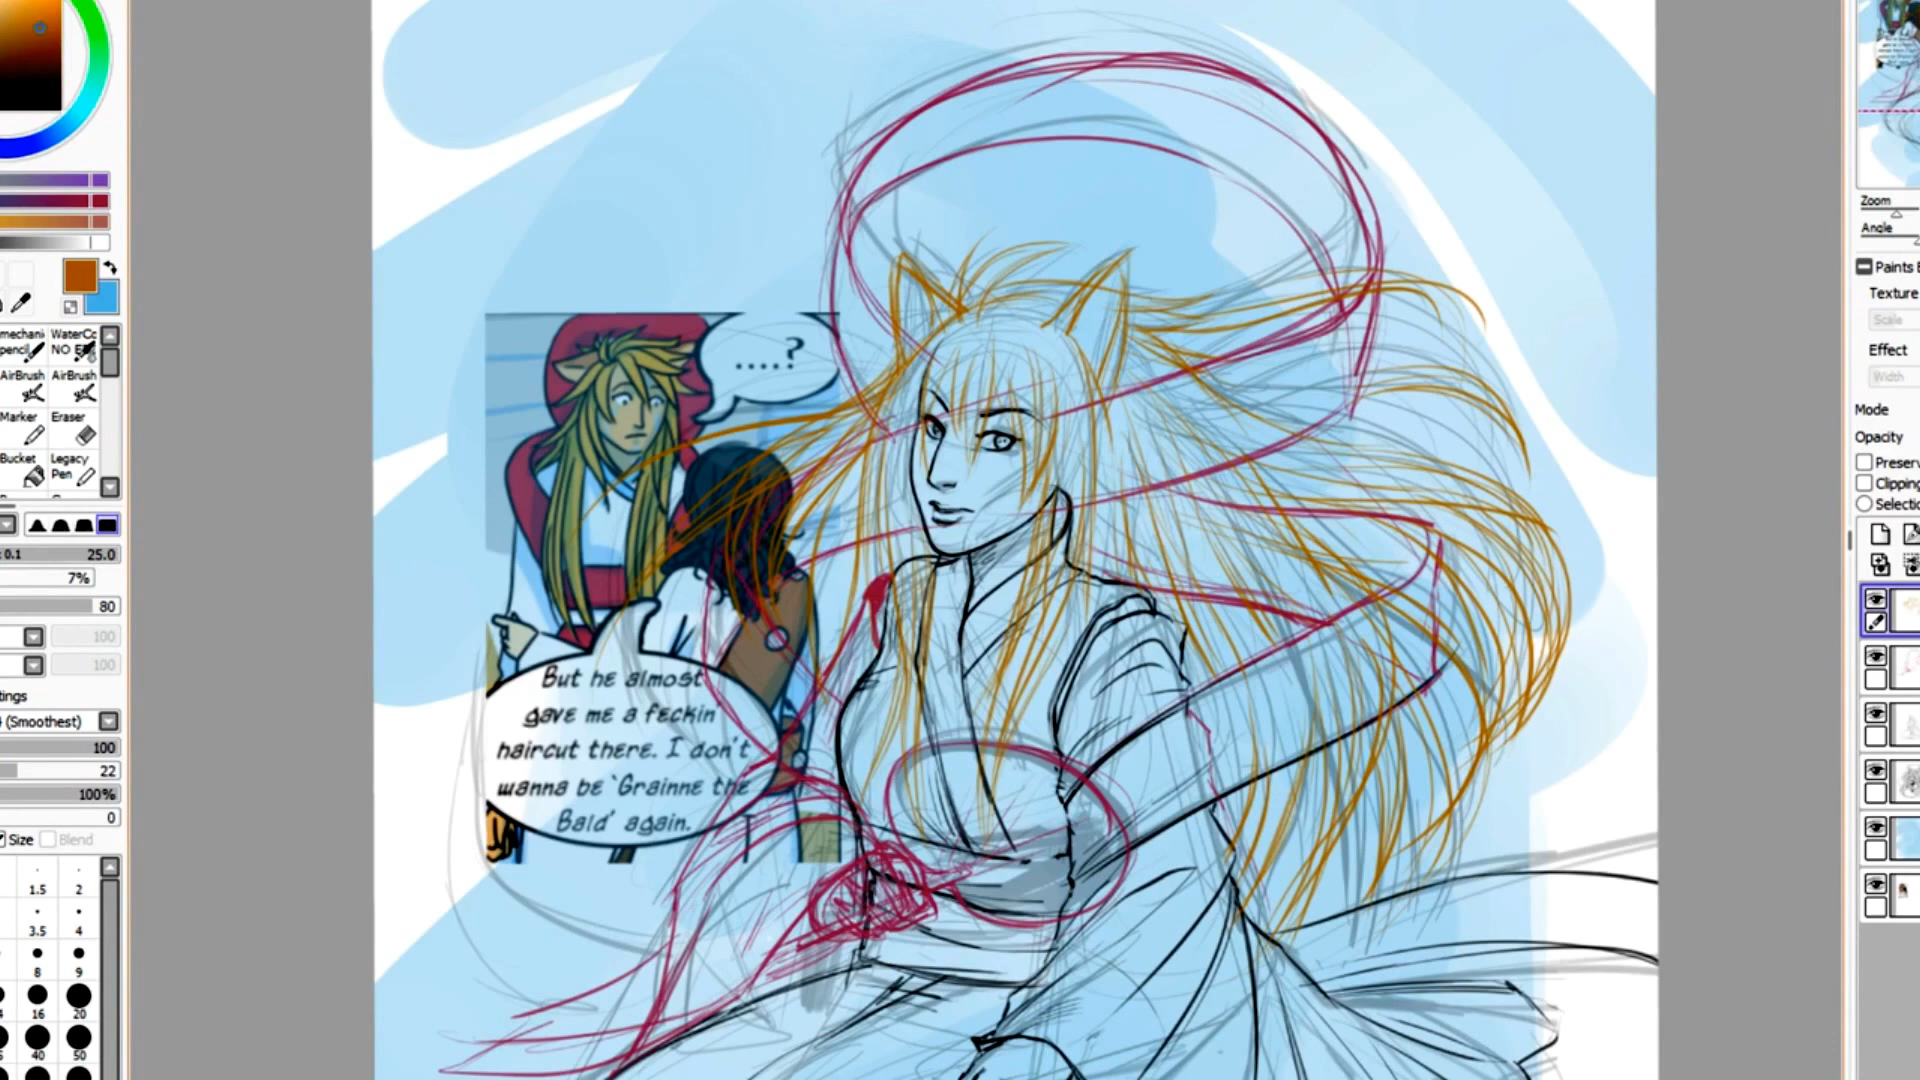 .....?
But he almost
gave me a feckin'
haircut there. I don't
wanna be 'Grainne the
Bald' again.
mechani
pencil
WaterCo
NO
AirBrush
AirBrush
Marker
Eraser
Bucket
Legacy
Pen
: 0.1
25.0
7%
80
100
100
tings
(Smoothest)
100
22
100%
0
Size
Blend
1.5
2
3.5
4
8
9
16
20
40
50
Zoom
Angle
Paints E
Texture
Scale
Effect
Width
Mode
Opacity
Preserv
Clipping
Selectio